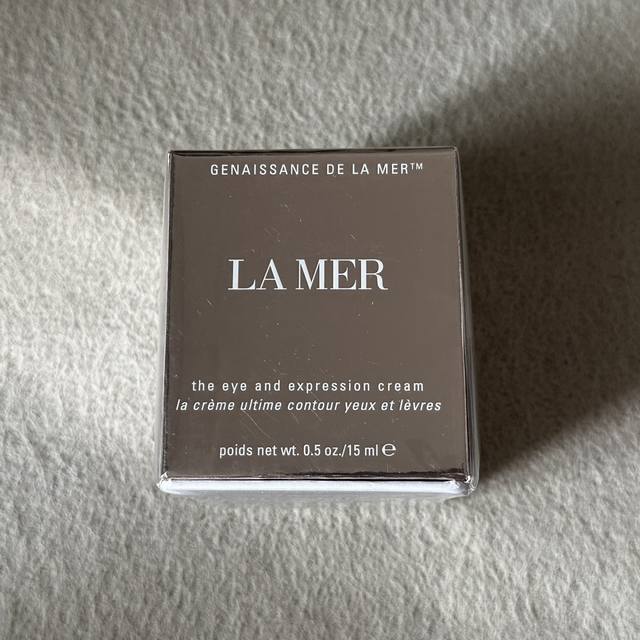 GENAISSANCE DE LA MER™
LA MER
the eye and expression cream
la crème ultime contour yeux et lèvres
poids net wt. 0.5 oz./15 ml ℮